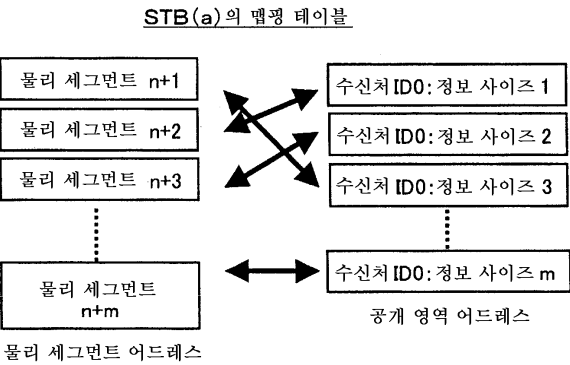 STB(a)의 맵핑 테이블
물리 세그먼트 n+1
수신처 ID0: 정보 사이즈 1
물리 세그먼트 n+2
수신처 ID0: 정보 사이즈 2
물리 세그먼트 n+3
수신처 ID0: 정보 사이즈 3
물리 세그먼트
n+m
수신처 ID0: 정보 사이즈 m
공개 영역 어드레스
물리 세그먼트 어드레스